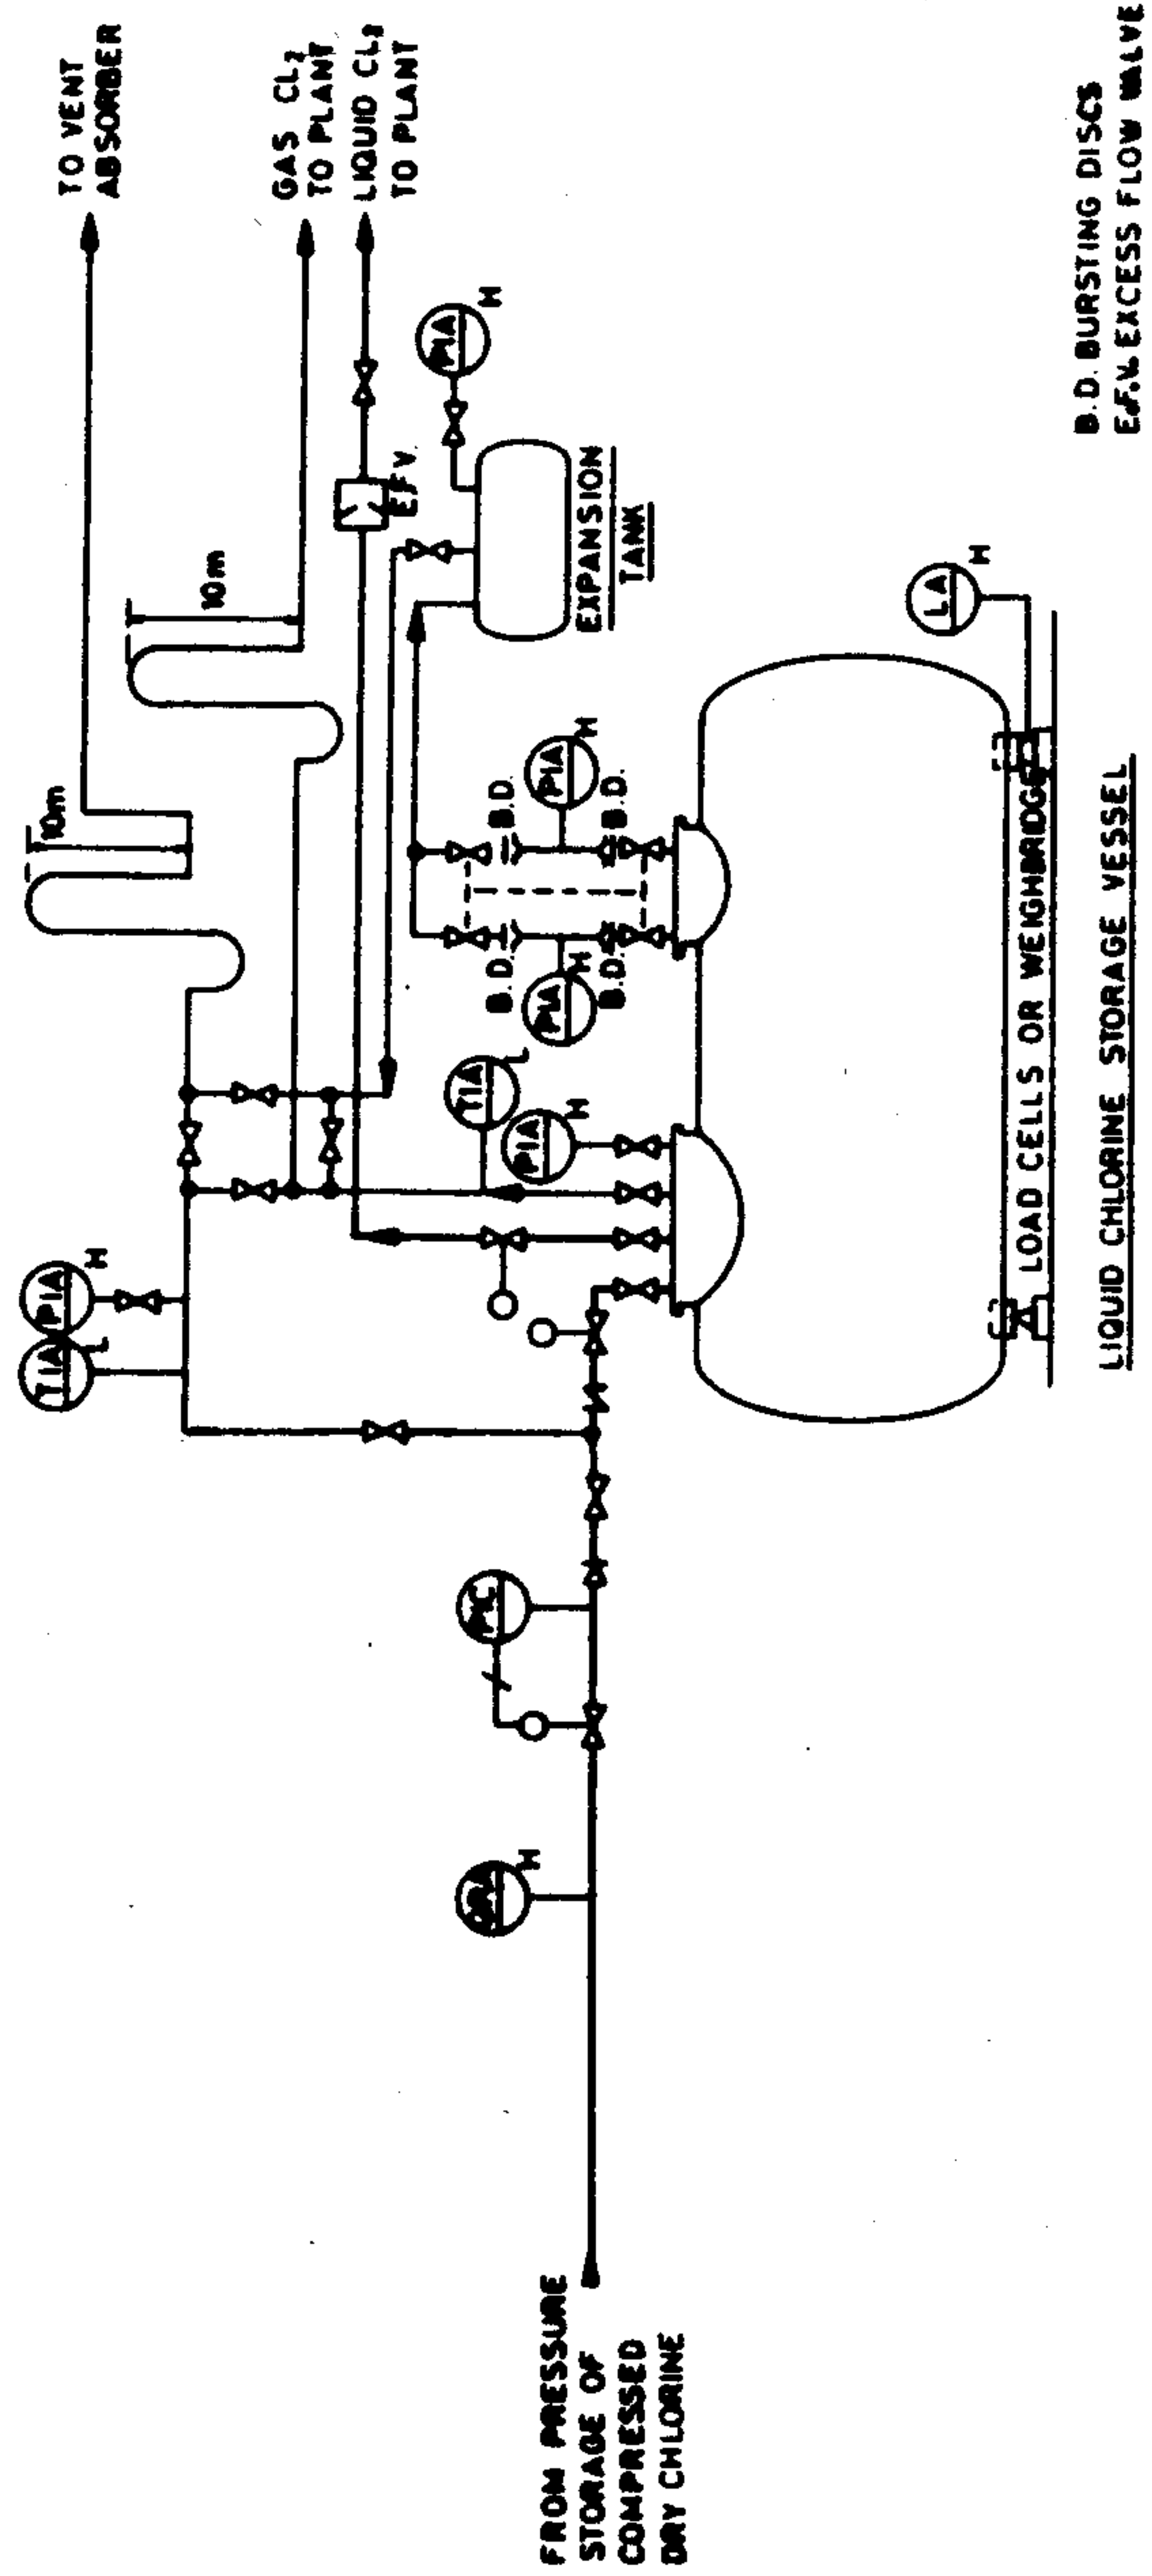 TO VENT
ABSORBER
GAS CL2
TO PLANT
LIQUID CL2
TO PLANT
10m
10m
PIA
H
TIA
L
TIA
L
PIA
H
PIA
H
PIA
H
B.D.
B.D.
B.D.
B.D.
E.F.V.
PIA
H
EXPANSION
TANK
PIC
H
LA
H
LOAD CELLS OR WEIGHBRIDGE
LIQUID CHLORINE STORAGE VESSEL
FROM PRESSURE
STORAGE OF
COMPRESSED
DRY CHLORINE
B.D. BURSTING DISCS
E.F.V. EXCESS FLOW VALVE